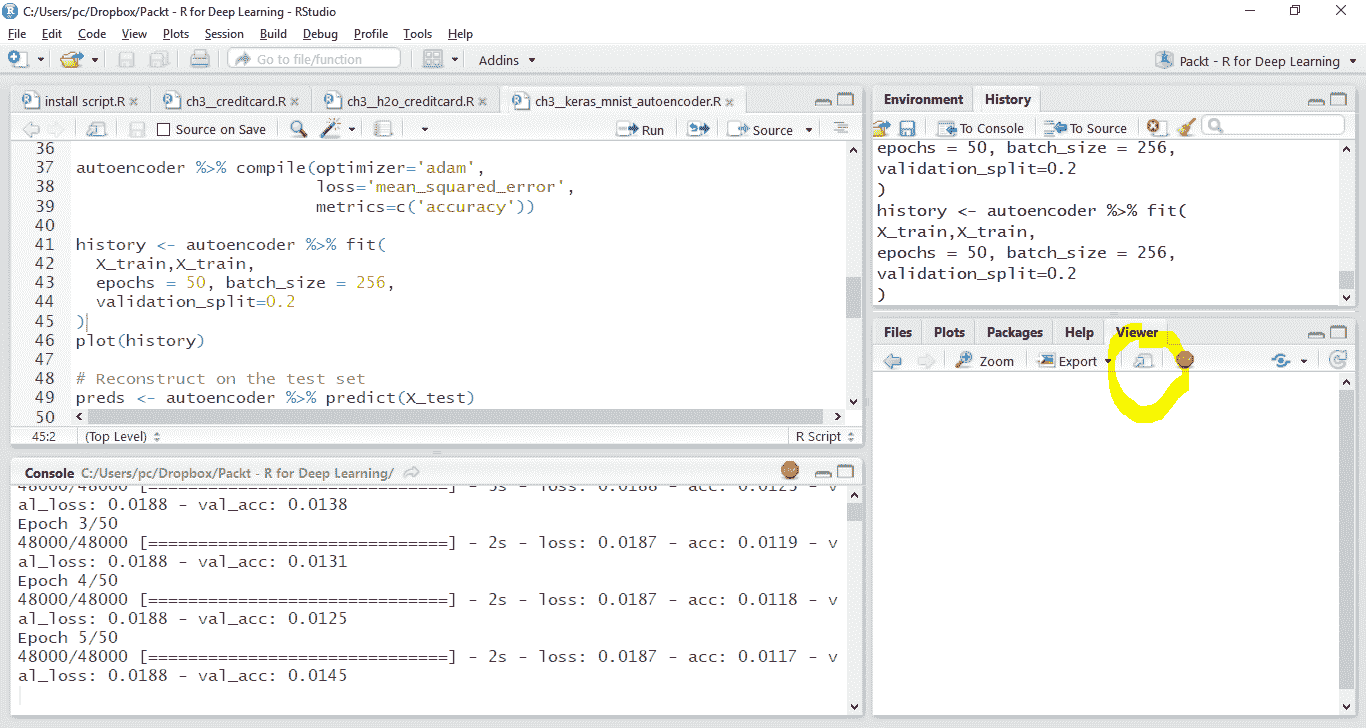 C:/Users/pc/Dropbox/Packt - R for Deep Learning - RStudio
File Edit Code View Plots Session Build Debug Profile Tools Help
Go to file/function
Addins
Packt - R for Deep Learning
install script.R
ch3__creditcard.R
ch3__h2o_creditcard.R
ch3__keras_mnist_autoencoder.R
Source on Save
Run
Source
36
37 autoencoder %>% compile(optimizer='adam',
38 loss='mean_squared_error',
39 metrics=c('accuracy'))
40
41 history <- autoencoder %>% fit(
42 X_train,X_train,
43 epochs = 50, batch_size = 256,
44 validation_split=0.2
45 )
46 plot(history)
47
48 # Reconstruct on the test set
49 preds <- autoencoder %>% predict(X_test)
50
45:2 (Top Level) R Script
Console C:/Users/pc/Dropbox/Packt - R for Deep Learning/
48000/48000 [==============================] - 3s - loss: 0.0188 - acc: 0.0125 - v
al_loss: 0.0188 - val_acc: 0.0138
Epoch 3/50
48000/48000 [==============================] - 2s - loss: 0.0187 - acc: 0.0119 - v
al_loss: 0.0188 - val_acc: 0.0131
Epoch 4/50
48000/48000 [==============================] - 2s - loss: 0.0187 - acc: 0.0118 - v
al_loss: 0.0188 - val_acc: 0.0125
Epoch 5/50
48000/48000 [==============================] - 2s - loss: 0.0187 - acc: 0.0117 - v
al_loss: 0.0188 - val_acc: 0.0145
Environment History
To Console To Source
epochs = 50, batch_size = 256,
validation_split=0.2
)
history <- autoencoder %>% fit(
X_train,X_train,
epochs = 50, batch_size = 256,
validation_split=0.2
)
Files Plots Packages Help Viewer
Zoom Export